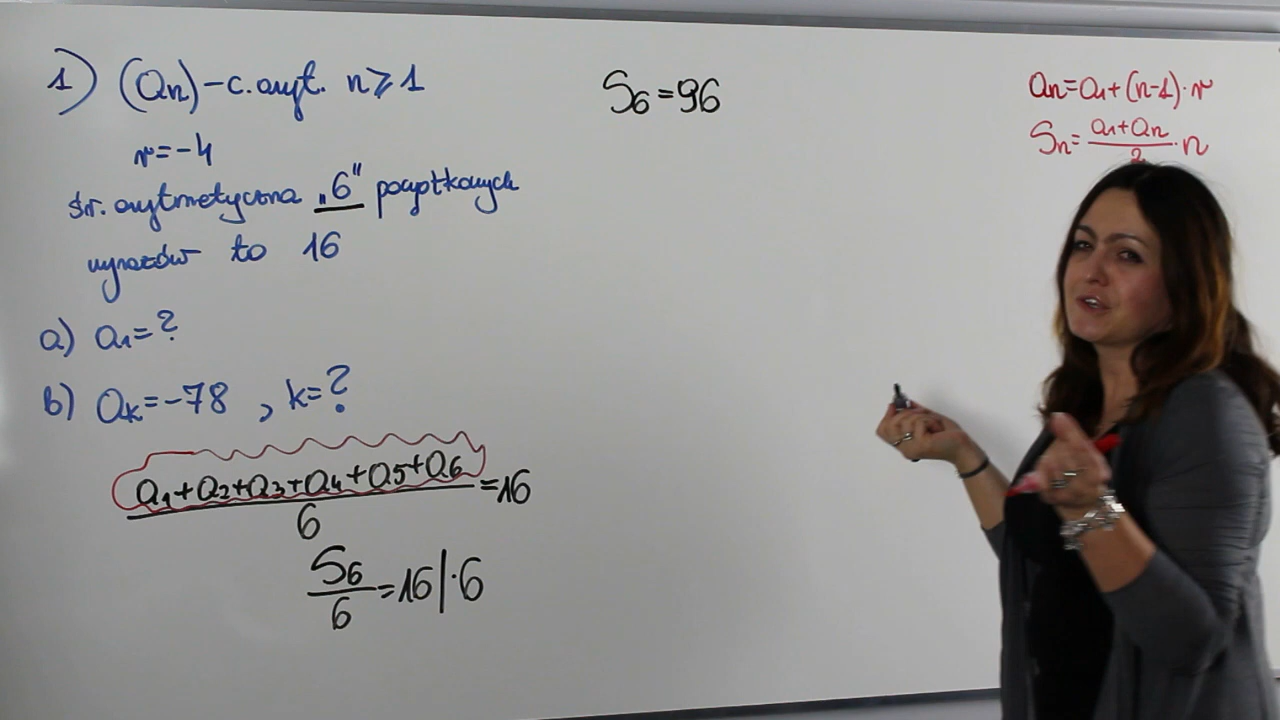 1) (an) - c. aryt. n ≥ 1
r = -4
śr. arytmetyczna „6" początkowych
wyrazów to 16
a) a1 = ?
b) ak = -78 , k = ?
a1 + a2 + a3 + a4 + a5 + a6
6
= 16
S6
6
= 16 | · 6
S6 = 96
an = a1 + (n-1) · r
Sn = a1 + an
2
· n